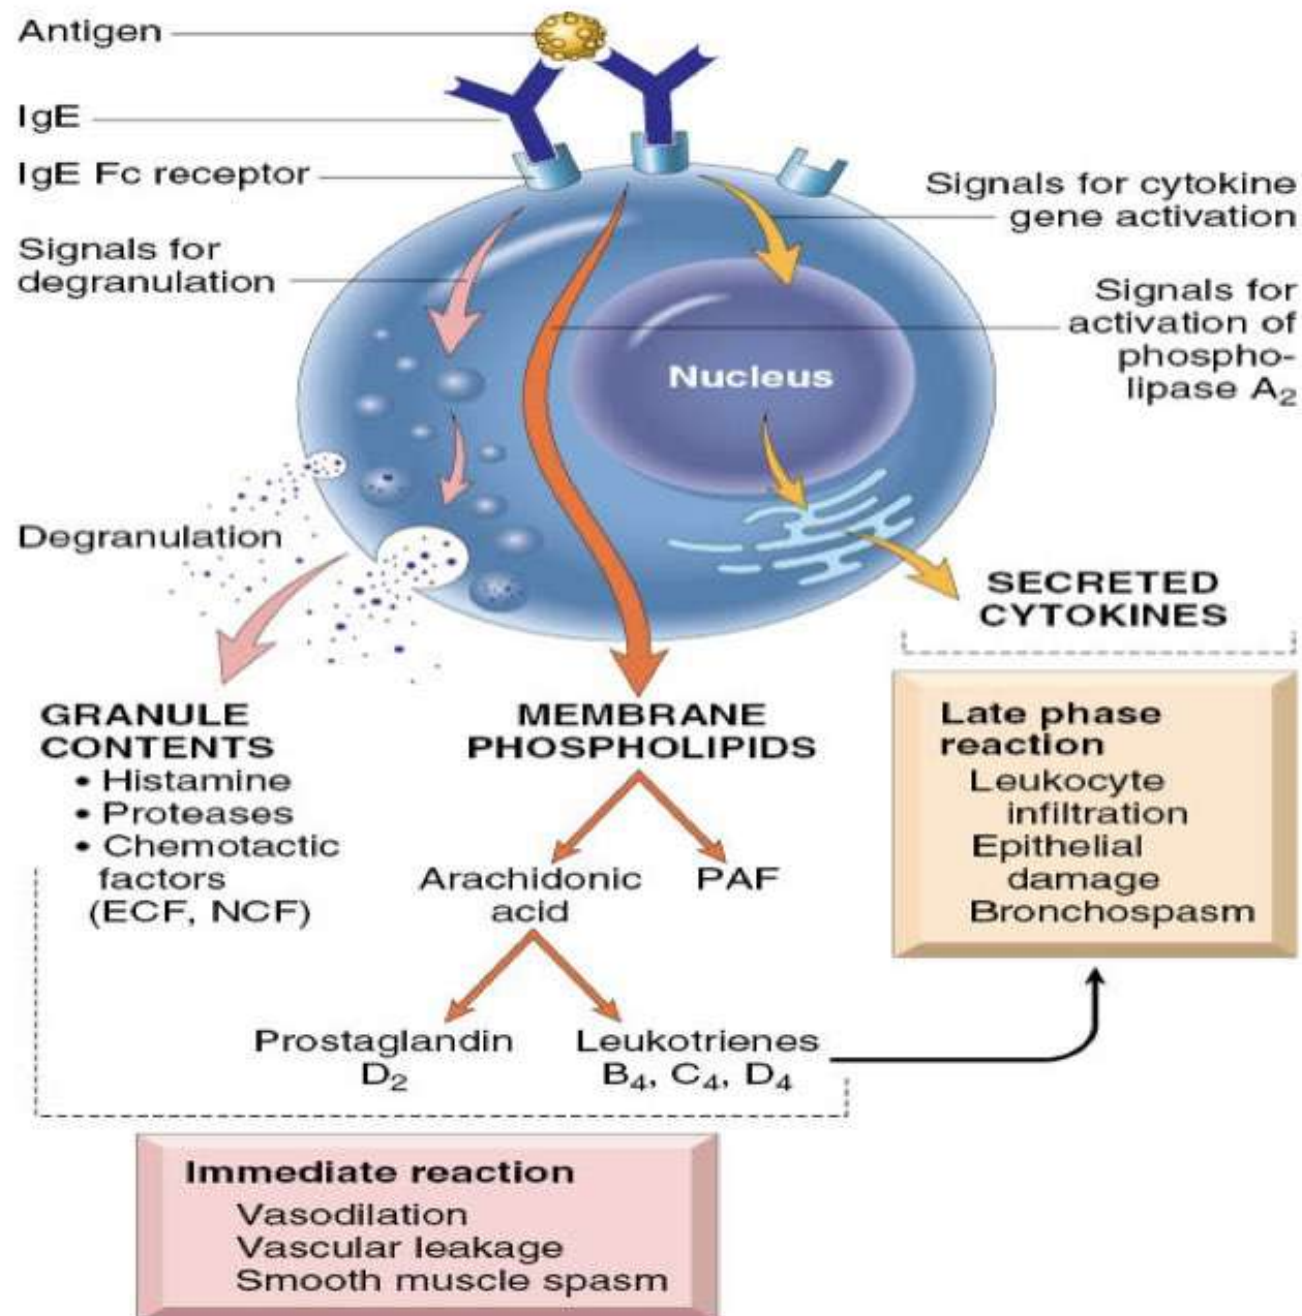 Antigen
IgE
IgE Fc receptor
Signals for
degranulation
Signals for cytokine
gene activation
Signals for
activation of
phospho-
lipase A₂
Nucleus
Degranulation
SECRETED
CYTOKINES
GRANULE
CONTENTS
• Histamine
• Proteases
• Chemotactic
factors
(ECF, NCF)
MEMBRANE
PHOSPHOLIPIDS
Arachidonic
acid
PAF
Prostaglandin
D₂
Leukotrienes
B₄, C₄, D₄
Late phase
reaction
Leukocyte
infiltration
Epithelial
damage
Bronchospasm
Immediate reaction
Vasodilation
Vascular leakage
Smooth muscle spasm